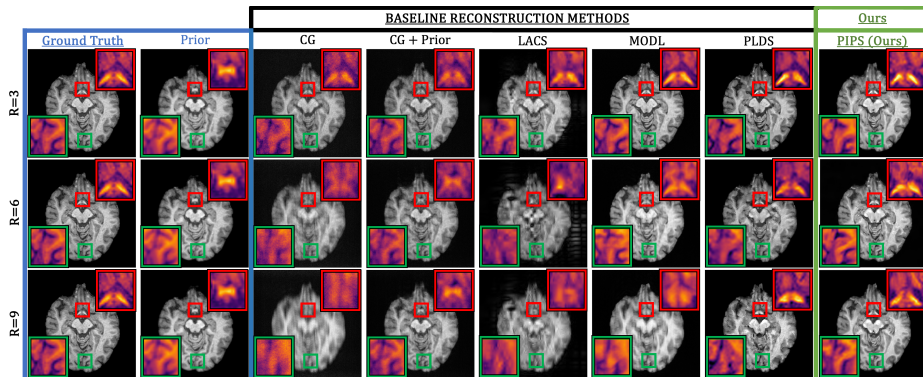 BASELINE RECONSTRUCTION METHODS
Ours
Ground Truth
Prior
CG
CG + Prior
LACS
MODL
PLDS
PIPS (Ours)
R=3
R=6
R=9